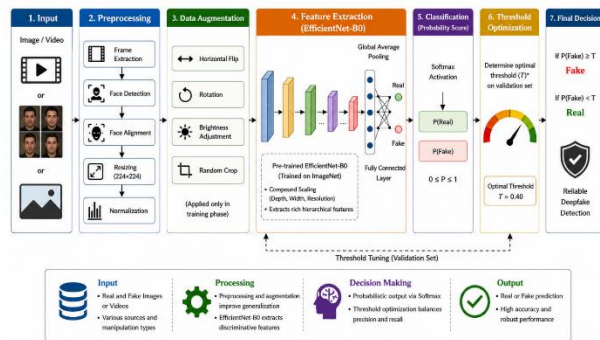 1. Input
Image / Video
or
or
2. Preprocessing
Frame
Extraction
Face Detection
Face Alignment
Resizing
(224×224)
Normalization
3. Data Augmentation
Horizontal Flip
Rotation
Brightness
Adjustment
Random Crop
(Applied only in
training phase)
4. Feature Extraction
(EfficientNet-B0)
Global Average
Pooling
Real
Fake
Fully Connected
Layer
Pre-trained EfficientNet-B0
(Trained on ImageNet)
• Compound Scaling
(Depth, Width, Resolution)
• Extracts rich hierarchical features
5. Classification
(Probability Score)
Softmax
Activation
P(Real)
P(Fake)
0 ≤ P ≤ 1
6. Threshold
Optimization
Determine optimal
threshold (T)*
on validation set
Optimal Threshold
T = 0.40
7. Final Decision
If P(Fake) ≥ T
Fake
If P(Fake) < T
Real
Reliable
Deepfake
Detection
Threshold Tuning (Validation Set)
Input
• Real and Fake Images
or Videos
• Various sources and
manipulation types
Processing
• Preprocessing and augmentation
improve generalization
• EfficientNet-B0 extracts
discriminative features
Decision Making
• Probabilistic output via Softmax
• Threshold optimization balances
precision and recall
Output
• Real or Fake prediction
• High accuracy and
robust performance